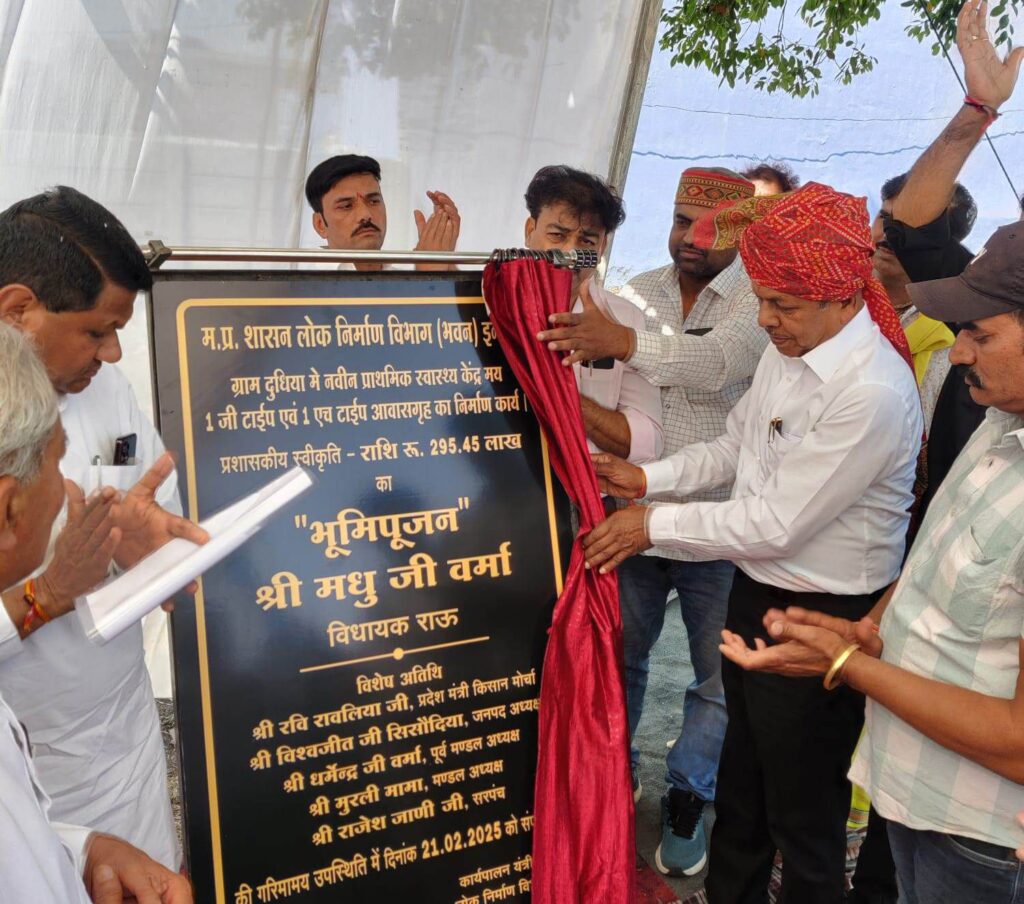 म.प्र. शासन लोक निर्माण विभाग (भवन)
ग्राम दुधिया मे नवीन प्राथमिक स्वास्थ्य केंद्र मय
1 जी टाईप एवं 1 एच टाईप आवासगृह का निर्माण कार्य
प्रशासकीय स्वीकृति - राशि रू. 295.45 लाख
का
"भूमिपूजन"
श्री मधु जी वर्मा
विधायक राऊ
विशेष अतिथि
श्री रवि रावलिया जी, प्रदेश मंत्री किसान मोर्चा
श्री विश्वजीत जी सिसौदिया, जनपद अध्यक्ष
श्री धर्मेन्द्र जी वर्मा, पूर्व मण्डल अध्यक्ष
श्री मुरली मामा, मण्डल अध्यक्ष
श्री राजेश जाणी जी, सरपंच
की गरिमामय उपस्थिति में दिनांक 21.02.2025 को
कार्यपालन
लोक निर्माण